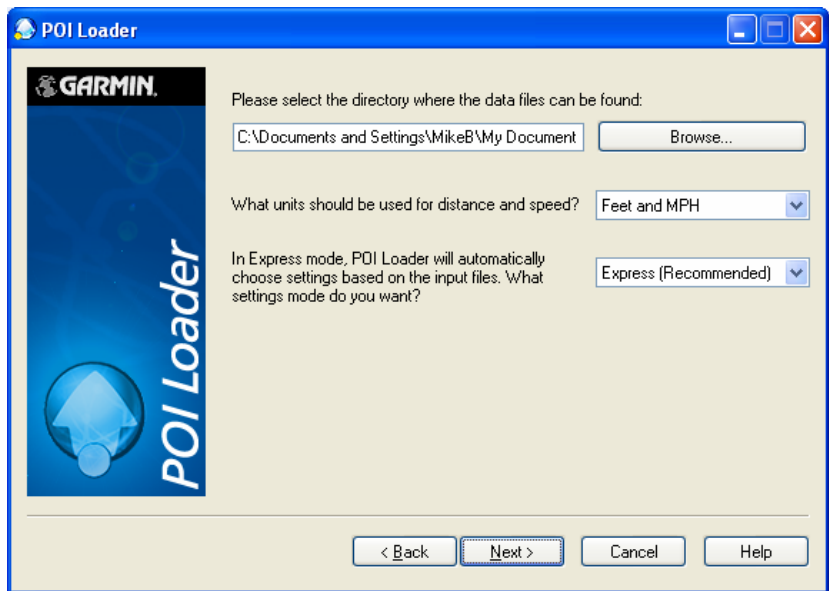 POI Loader
GARMIN.
POI Loader
Please select the directory where the data files can be found:
C:\Documents and Settings\MikeB\My Document
Browse...
What units should be used for distance and speed?
Feet and MPH
In Express mode, POI Loader will automatically
choose settings based on the input files. What
settings mode do you want?
Express (Recommended)
< Back
Next >
Cancel
Help